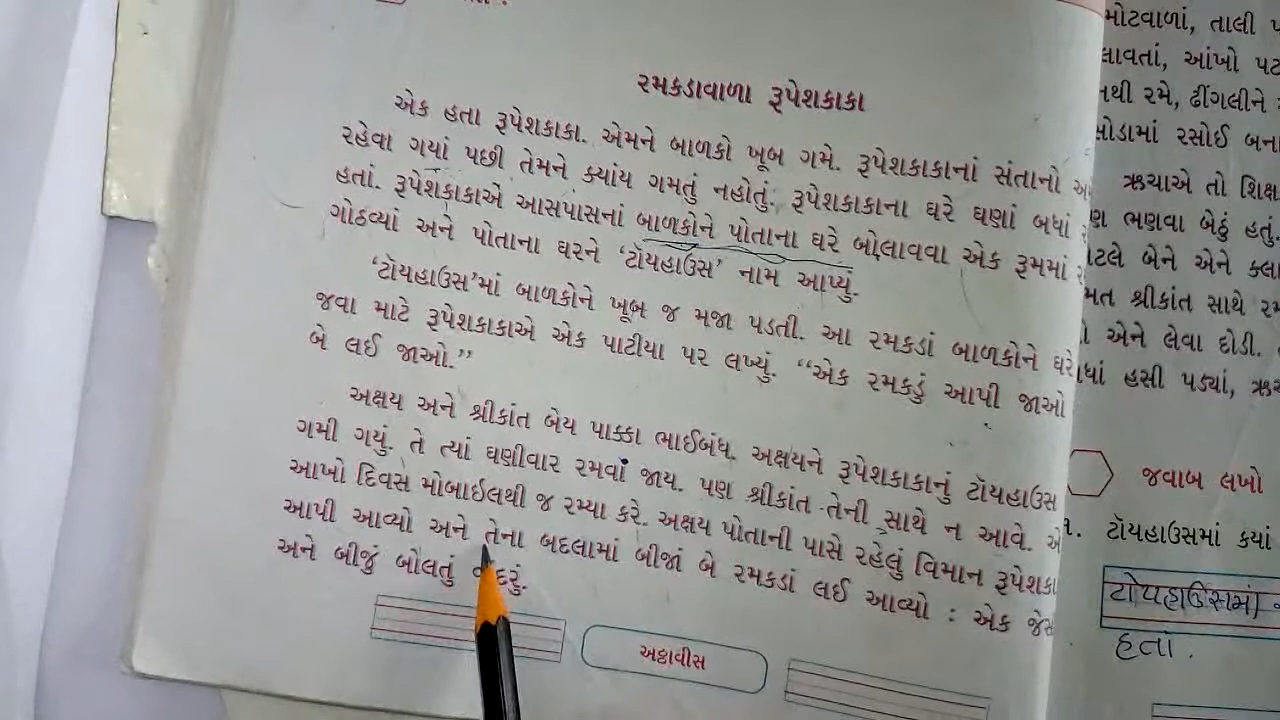 રમકડાવાળા રૂપેશકાકા
એક હતા રૂપેશકાકા. એમને બાળકો ખૂબ ગમે. રૂપેશકાકાનાં સંતાનો
રહેવા ગયાં પછી તેમને ક્યાંય ગમતું નહોતું. રૂપેશકાકાના ઘરે ઘણાં બધાં
હતાં. રૂપેશકાકાએ આસપાસનાં બાળકોને પોતાના ઘરે બોલાવવા એક રૂમમાં
ગોઠવ્યાં અને પોતાના ઘરને ‘ટૉયહાઉસ’ નામ આપ્યું.
‘ટૉયહાઉસ’માં બાળકોને ખૂબ જ મજા પડતી. આ રમકડાં બાળકોને ઘરે
જવા માટે રૂપેશકાકાએ એક પાટીયા પર લખ્યું. “એક રમકડું આપી જાઓ
બે લઈ જાઓ.”
અક્ષય અને શ્રીકાંત બેય પાક્કા ભાઈબંધ. અક્ષયને રૂપેશકાકાનું ટૉયહાઉસ
ગમી ગયું. તે ત્યાં ઘણીવાર રમવાં જાય. પણ શ્રીકાંત તેની સાથે ન આવે. એ
આખો દિવસ મોબાઇલથી જ રમ્યા કરે. અક્ષય પોતાની પાસે રહેલું વિમાન રૂપેશકા
આપી આવ્યો અને તેના બદલામાં બીજાં બે રમકડાં લઈ આવ્યો : એક
અને બીજું બોલતું
અઠ્ઠાવીસ
મોટવાળાં, તાલી
લાવતાં, આંખો
રમે, ઢીંગલીને
રસોઈ
ઋચાએ તો
ભણવા બેઠું હતું.
બેને એને
શ્રીકાંત સાથે
એને લેવા દોડી.
હસી પડ્યાં,
જવાબ લખો
૧. ટૉયહાઉસમાં કયાં
ટોયહાઉસમાં
હતાં.